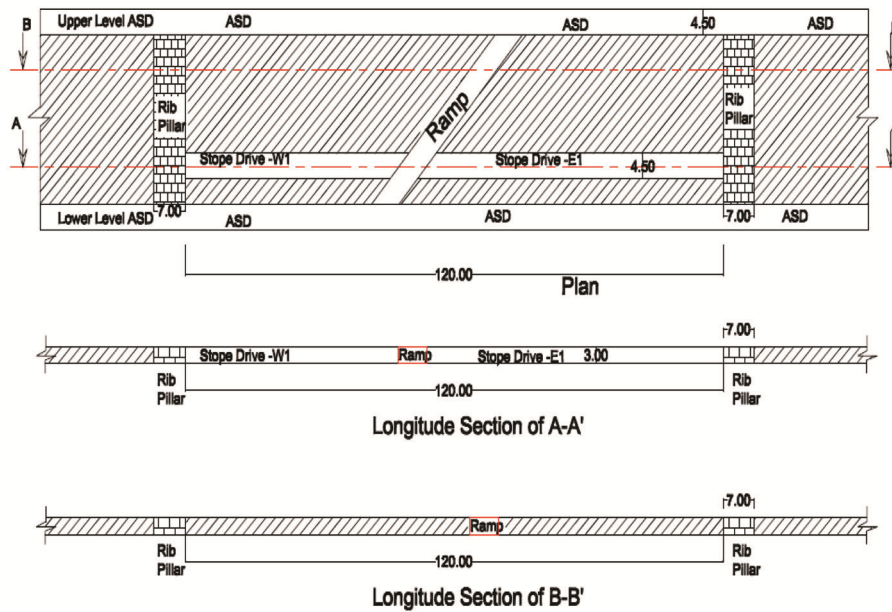 B
Upper Level ASD
ASD
ASD
4.50
ASD
Rib
Pillar
Ramp
Rib
Pillar
A
Stope Drive -W1
Stope Drive -E1
4.50
7.00
7.00
Lower Level ASD
ASD
ASD
ASD
120.00
Plan
7.00
Stope Drive -W1
Ramp
Stope Drive -E1
3.00
Rib
Pillar
120.00
Rib
Pillar
Longitude Section of A-A'
7.00
Ramp
Rib
Pillar
120.00
Rib
Pillar
Longitude Section of B-B'